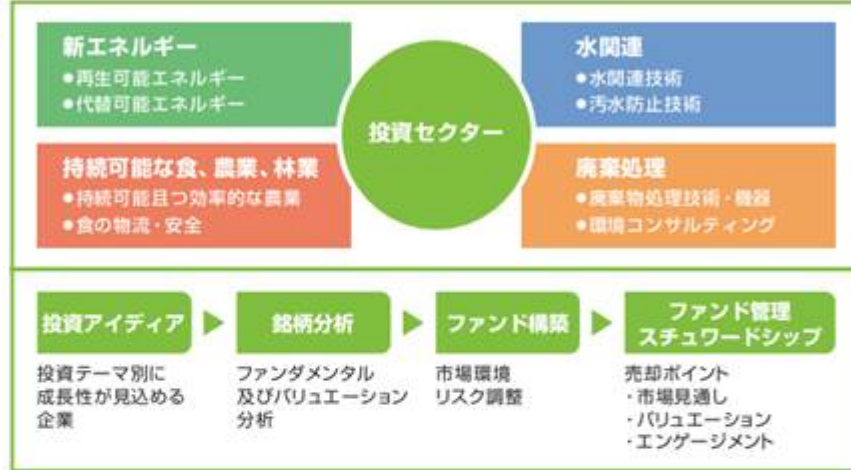 新エネルギー
●再生可能エネルギー
●代替可能エネルギー
水関連
●水関連技術
●汚水防止技術
投資セクター
持続可能な食、農業、林業
●持続可能且つ効率的な農業
●食の物流・安全
廃棄処理
●廃棄物処理技術・機器
●環境コンサルティング
投資アイディア
投資テーマ別に
成長性が見込める
企業
銘柄分析
ファンダメンタル
及びバリュエーション
分析
ファンド構築
市場環境
リスク調整
ファンド管理
スチュワードシップ
売却ポイント
・市場見通し
・バリュエーション
・エンゲージメント